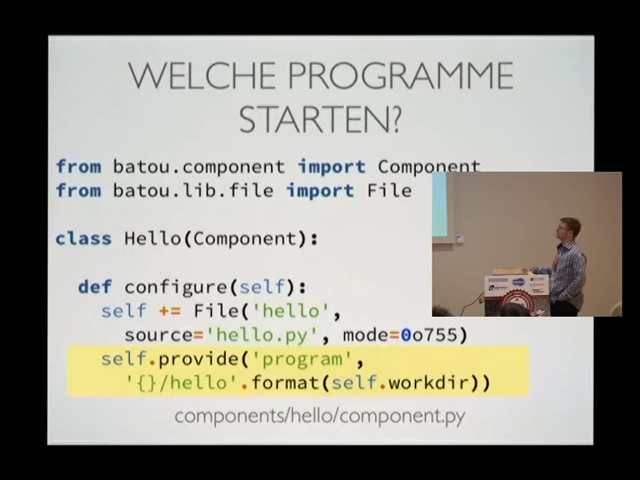 WELCHE PROGRAMME
STARTEN?
from batou.component import Component
from batou.lib.file import File
class Hello(Component):
def configure(self):
self += File('hello',
source='hello.py', mode=0o755)
self.provide('program',
'{}/hello'.format(self.workdir))
components/hello/component.py